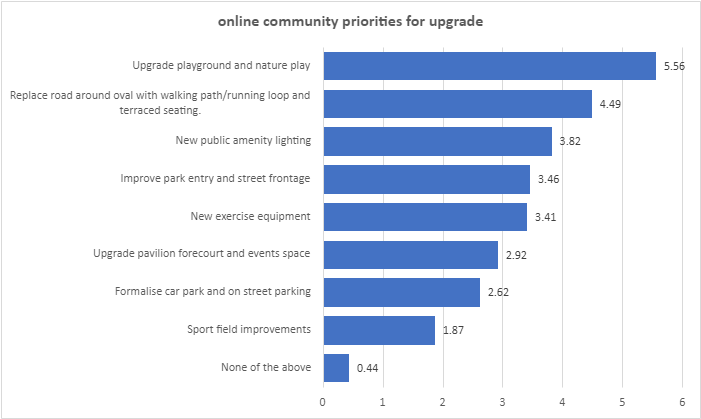 online community priorities for upgrade
Upgrade playground and nature play
5.56
Replace road around oval with walking path/running loop and
terraced seating.
4.49
New public amenity lighting
3.82
Improve park entry and street frontage
3.46
New exercise equipment
3.41
Upgrade pavilion forecourt and events space
2.92
Formalise car park and on street parking
2.62
Sport field improvements
1.87
None of the above
0.44
0 1 2 3 4 5 6